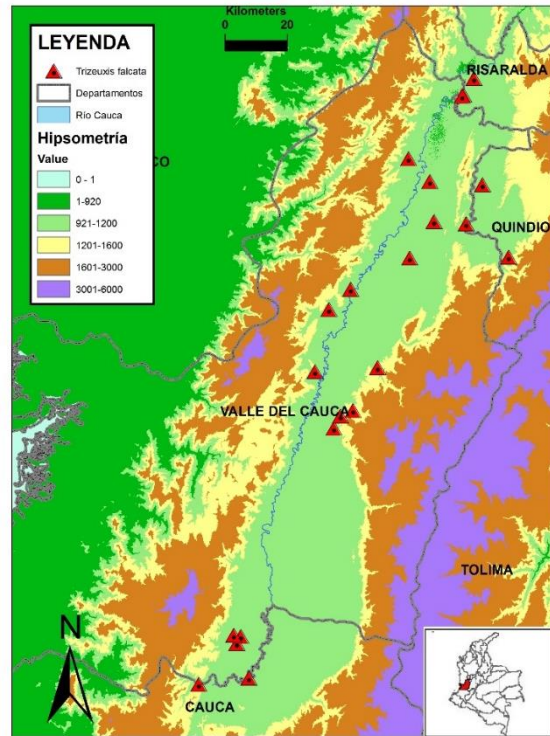 Kilometers
0 20
LEYENDA
Trizeuxis falcata
Departamentos
Río Cauca
Hipsometría
Value
0 - 1
1-920
921-1200
1201-1600
1601-3000
3001-6000
CO
RISARALDA
QUINDIO
VALLE DEL CAUCA
TOLIMA
N
CAUCA